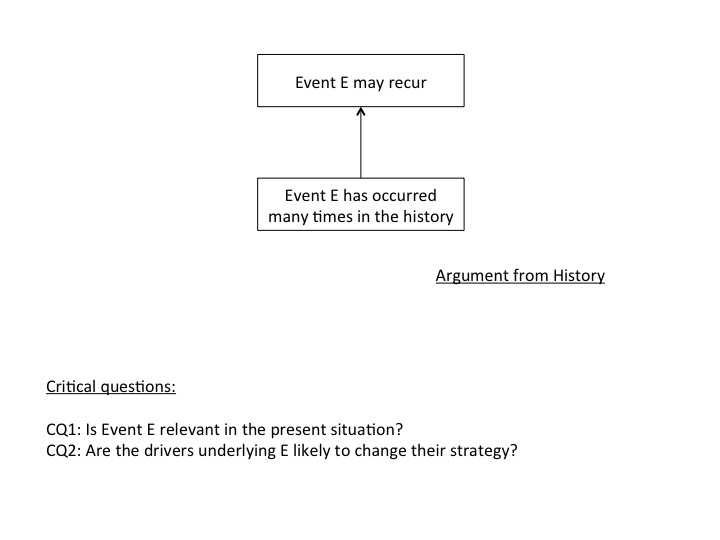 Event E may recur
Event E has occurred
many times in the history
Argument from History
Critical questions:
CQ1: Is Event E relevant in the present situation?
CQ2: Are the drivers underlying E likely to change their strategy?